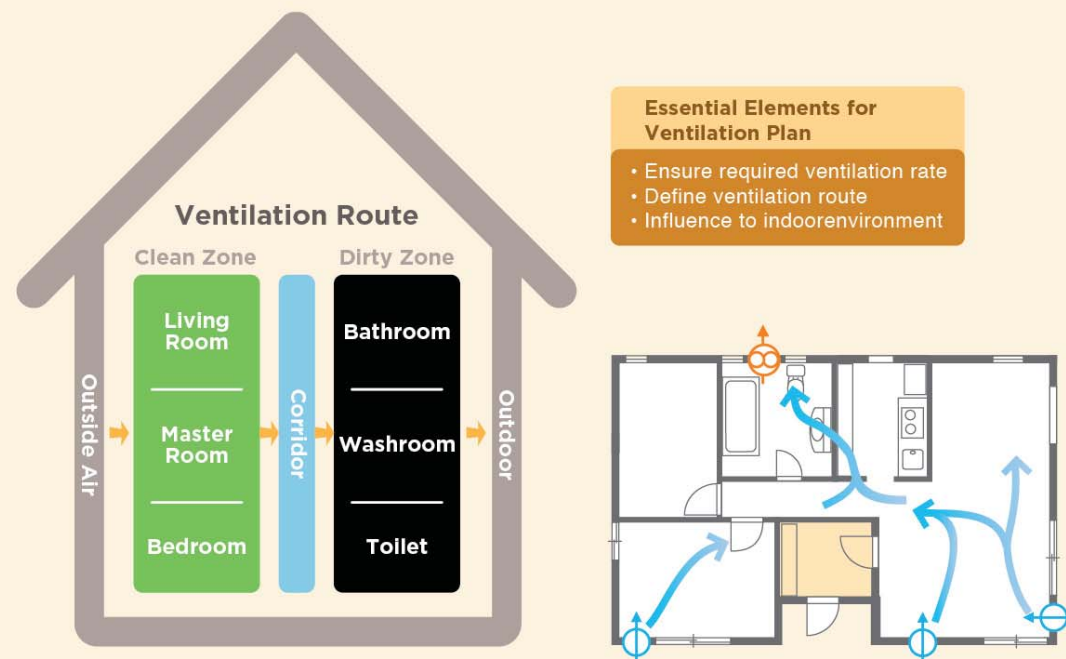 Ventilation Route
Clean Zone
Dirty Zone
Outside Air
Living
Room
Master
Room
Bedroom
Corridor
Bathroom
Washroom
Toilet
Outdoor
Essential Elements for
Ventilation Plan
• Ensure required ventilation rate
• Define ventilation route
• Influence to indoorenvironment